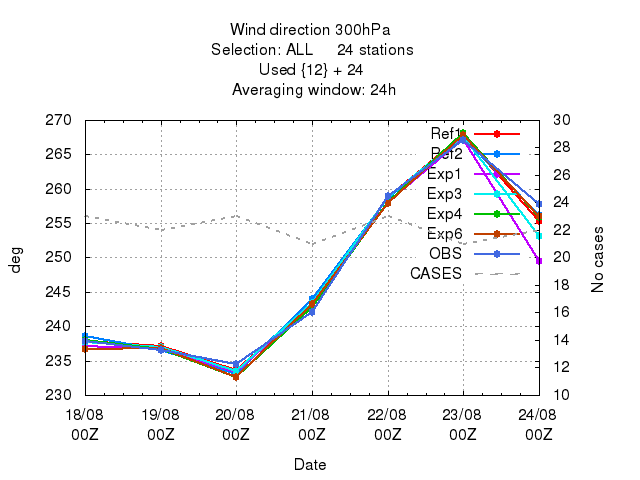 Wind direction 300hPa
Selection: ALL 24 stations
Used {12} + 24
Averaging window: 24h
270
265
260
255
250
245
240
235
230
deg
30
28
26
24
22
20
18
16
14
12
10
No cases
Ref1
Ref2
Exp1
Exp3
Exp4
Exp6
OBS
CASES
18/08 19/08 20/08 21/08 22/08 23/08 24/08
00Z 00Z 00Z 00Z 00Z 00Z 00Z
Date